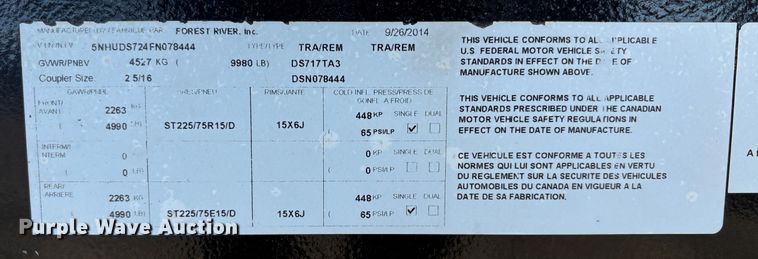 MANUFACTURED BY/FABRIQUE PAR: FOREST RIVER, Inc. DATE 9/26/2014
V.I.N./N.I.V. 5NHUDS724FN078444 TYPE/TYPE TRA/REM TRA/REM
GVWR/PNBV 4527 KG ( 9980 LB) DS717TA3
Coupler Size 2 5/16 DSN078444
GAWR/PNBE TIRES/PNEU RIMS/JANTE COLD INFL. PRESS/PRESS DE
GONFL. A FROID
FRONT/
AVANT 2263 KG 448 KP SINGLE DUAL
( 4990 LB) ST225/75R15/D 15X6J ( 65 PSI/LP
INTERM/
INTERM 0 0 KP SINGLE DUAL
( 0 ( 0 PSI/LP
REAR/
ARRIERE 2263 KG 448 KP SINGLE DUAL
4990 LB) ST225/75E15/D 15X6J ( 65 PSI/LP
THIS VEHICLE CONFORMS TO ALL APPLICABLE
U.S FEDERAL MOTOR VEHICLE SAFETY
STANDARDS IN EFFECT ON THE DATE OF
MANUFACTURE SHOWN ABOVE.
THIS VEHICLE CONFORMS TO ALL APPLICABLE
STANDARDS PRESCRIBED UNDER THE CANADIAN
MOTOR VEHICLE SAFETY REGULATIONS IN
EFFECT ON THE DATE OF MANUFACTURE.
CE VEHICULE EST CONFORME A TOUTES LES
NORMES QUI LUI SONT APPLICABLES EN VERTU
DU REGLEMENT SUR LA SECURITE DES VEHICULES
AUTOMOBILES DU CANADA EN VIGUEUR A LA
DATE DE SA FABRICATION.
Purple Wave Auction